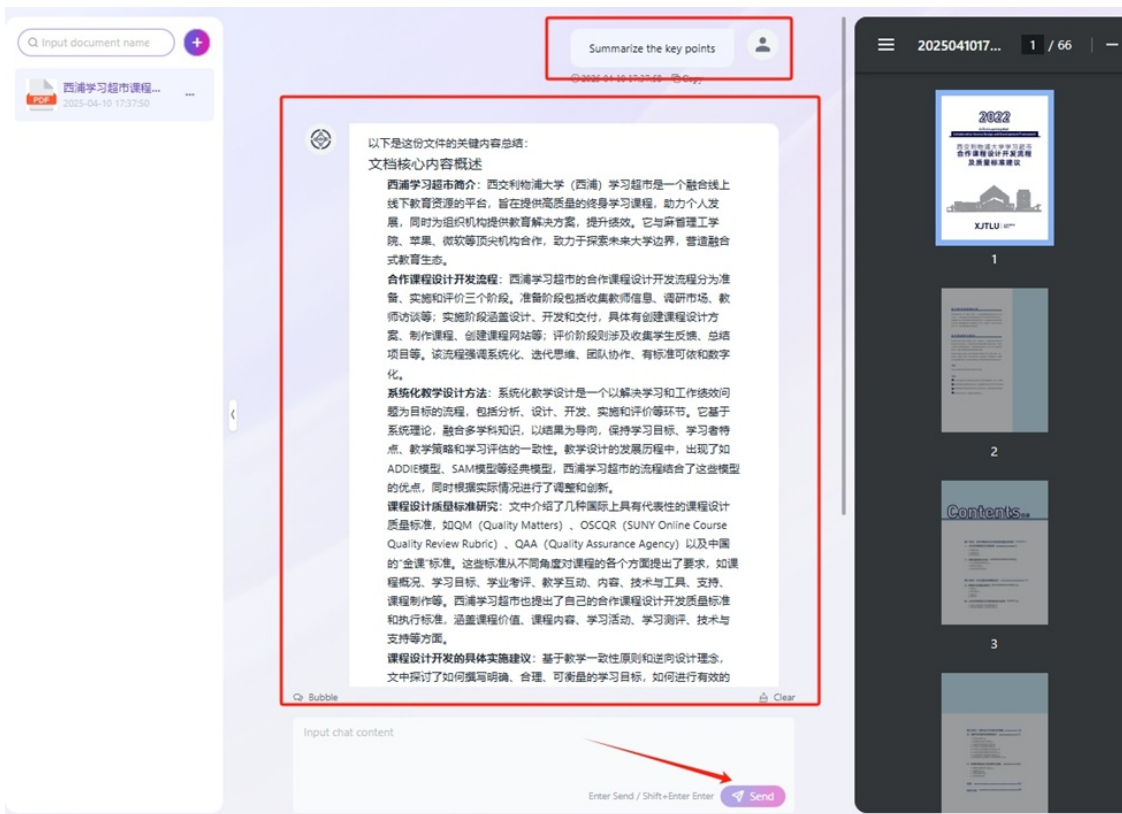 Input document name
+
西浦学习超市课程...
PDF
2025-04-10 17:37:50
...
Summarize the key points
2025-04-10 17:37:58 Copy
以下是这份文件的关键内容总结：
文档核心内容概述
西浦学习超市简介：西交利物浦大学（西浦）学习超市是一个融合线上
线下教育资源的平台，旨在提供高质量的终身学习课程，助力个人发
展，同时为组织机构提供教育解决方案，提升绩效。它与麻省理工学
院、苹果、微软等顶尖机构合作，致力于探索未来大学边界，营造融合
式教育生态。
合作课程设计开发流程：西浦学习超市的合作课程设计开发流程分为准
备、实施和评价三个阶段。准备阶段包括收集教师信息、调研市场、教
师访谈等；实施阶段涵盖设计、开发和交付，具体有创建课程设计方
案、制作课程、创建课程网站等；评价阶段则涉及收集学生反馈、总结
项目等。该流程强调系统化、迭代思维、团队协作、有标准可依和数字
化。
系统化教学设计方法：系统化教学设计是一个以解决学习和工作绩效问
题为目标的流程，包括分析、设计、开发、实施和评价等环节。它基于
系统理论，融合多学科知识，以结果为导向，保持学习目标、学习者特
点、教学策略和学习评估的一致性。教学设计的发展历程中，出现了如
ADDIE模型、SAM模型等经典模型，西浦学习超市的流程结合了这些模型
的优点，同时根据实际情况进行了调整和创新。
课程设计质量标准研究：文中介绍了几种国际上具有代表性的课程设计
质量标准，如QM（Quality Matters）、OSCQR（SUNY Online Course
Quality Review Rubric）、QAA（Quality Assurance Agency）以及中国
的“金课”标准。这些标准从不同角度对课程的各个方面提出了要求，如课
程概况、学习目标、学业考评、教学互动、内容、技术与工具、支持、
课程制作等。西浦学习超市也提出了自己的合作课程设计开发质量标准
和执行标准，涵盖课程价值、课程内容、学习活动、学习测评、技术与
支持等方面。
课程设计开发的具体实施建议：基于教学一致性原则和逆向设计理念，
文中探讨了如何撰写明确、合理、可衡量的学习目标，如何进行有效的
Bubble
Clear
Input chat content
Enter Send / Shift+Enter Enter
Send
2025041017... 1 / 66
2022
西交利物浦大学学习超市
合作课程设计开发流程
及质量标准建议
XJTLU
1
2
Contents
3